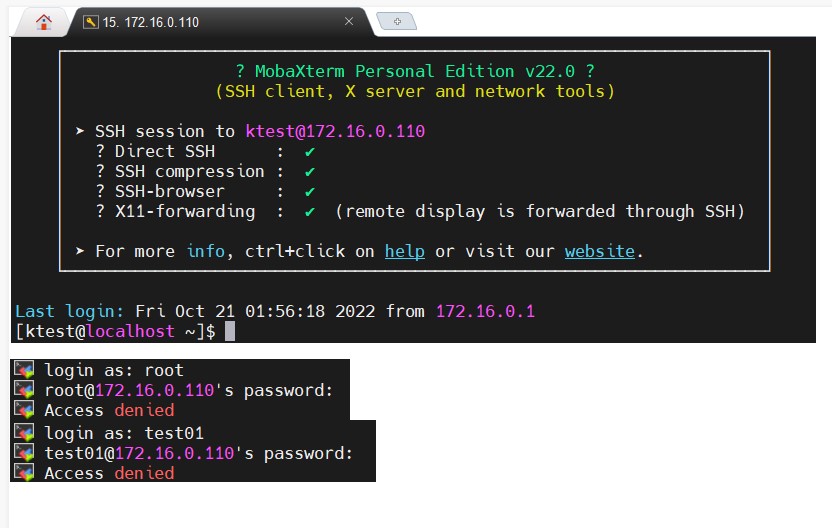 15. 172.16.0.110
? MobaXterm Personal Edition v22.0 ?
(SSH client, X server and network tools)
➤ SSH session to ktest@172.16.0.110
? Direct SSH : ✔
? SSH compression : ✔
? SSH-browser : ✔
? X11-forwarding : ✔ (remote display is forwarded through SSH)
➤ For more info, ctrl+click on help or visit our website.
Last login: Fri Oct 21 01:56:18 2022 from 172.16.0.1
[ktest@localhost ~]$
login as: root
root@172.16.0.110's password:
Access denied
login as: test01
test01@172.16.0.110's password:
Access denied